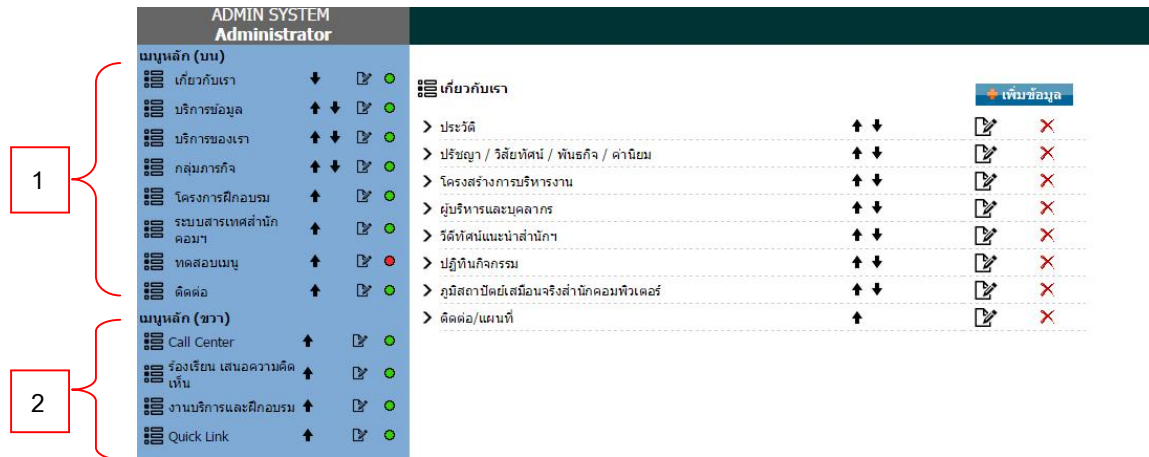 ADMIN SYSTEM
Administrator
เมนูหลัก (บน)
เกี่ยวกับเรา
บริการข้อมูล
บริการของเรา
กลุ่มภารกิจ
โครงการฝึกอบรม
ระบบสารเทศสำนัก
คอมฯ
ทดสอบเมนู
ติดต่อ
เมนูหลัก (ขวา)
Call Center
ร้องเรียน เสนอความคิด
เห็น
งานบริการและฝึกอบรม
Quick Link
1
2
เกี่ยวกับเรา
เพิ่มข้อมูล
ประวัติ
ปรัชญา / วิสัยทัศน์ / พันธกิจ / ค่านิยม
โครงสร้างการบริหารงาน
ผู้บริหารและบุคลากร
วีดีทัศน์แนะนำสำนักฯ
ปฏิทินกิจกรรม
ภูมิสถาปัตย์เสมือนจริงสำนักคอมพิวเตอร์
ติดต่อ/แผนที่